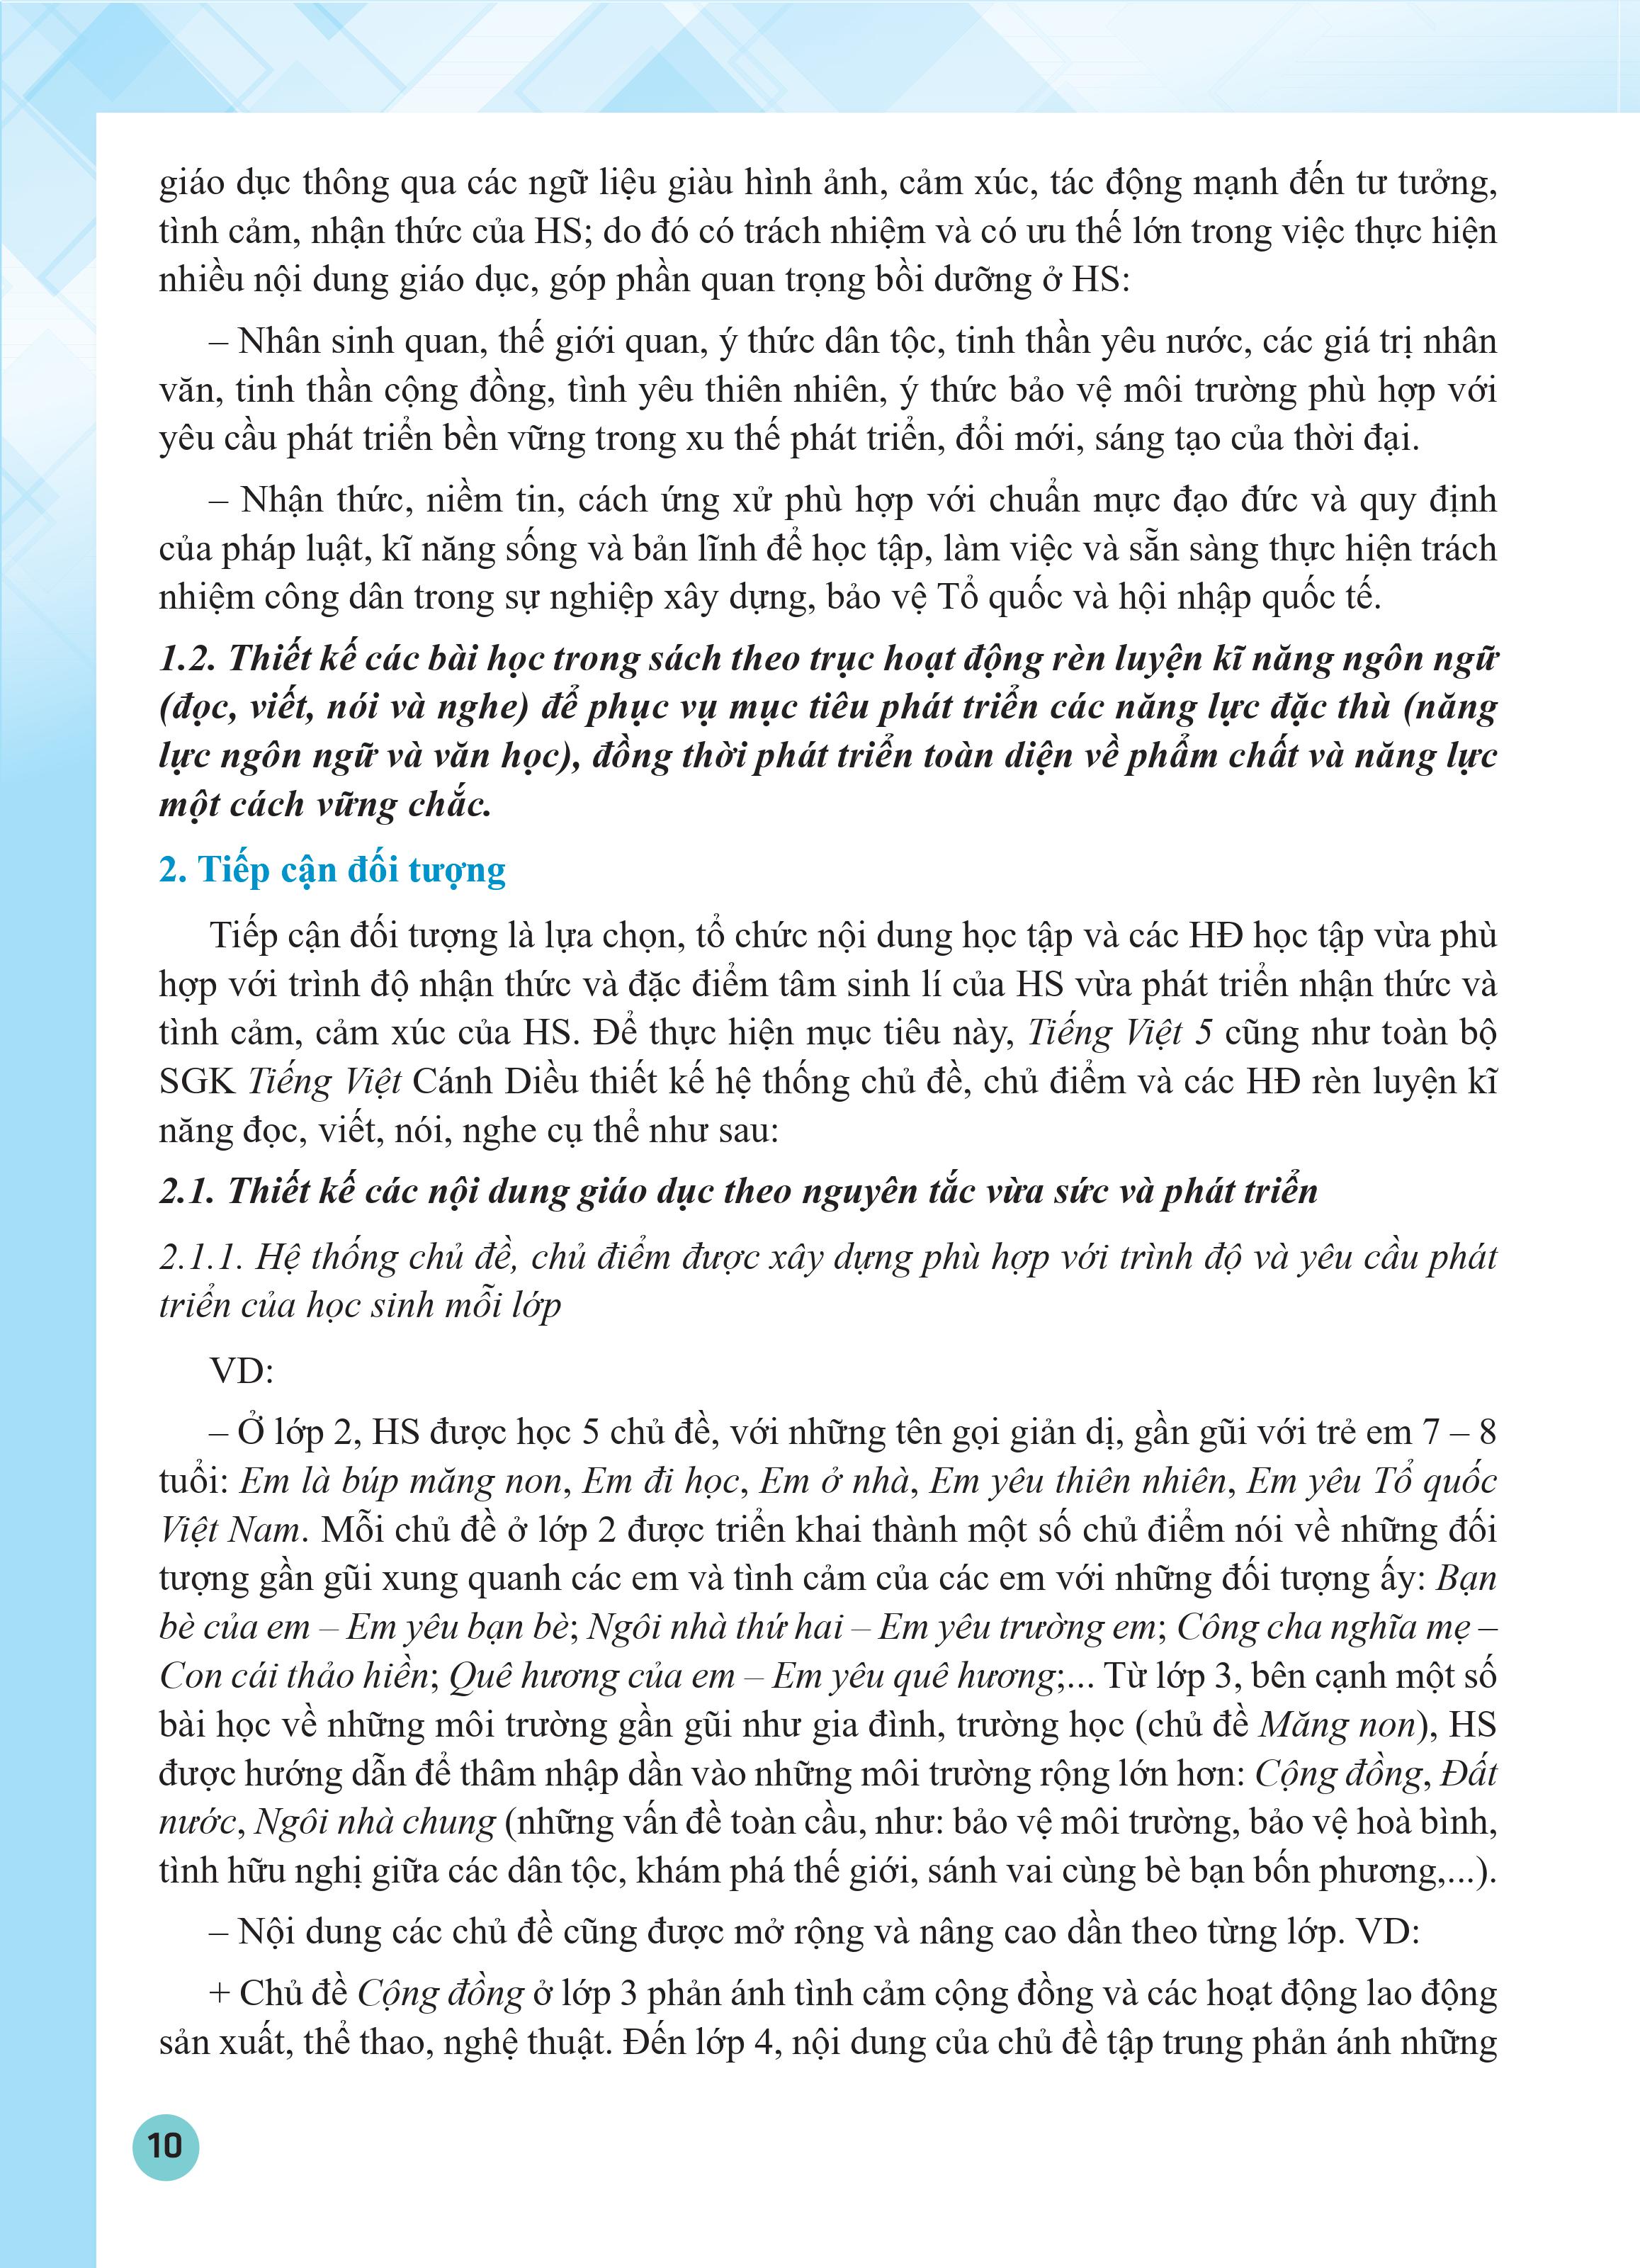 giáo dục thông qua các ngữ liệu giàu hình ảnh, cảm xúc, tác động mạnh đến tư tưởng,
tình cảm, nhận thức của HS; do đó có trách nhiệm và có ưu thế lớn trong việc thực hiện
nhiều nội dung giáo dục, góp phần quan trọng bồi dưỡng ở HS:
– Nhân sinh quan, thế giới quan, ý thức dân tộc, tinh thần yêu nước, các giá trị nhân
văn, tinh thần cộng đồng, tình yêu thiên nhiên, ý thức bảo vệ môi trường phù hợp với
yêu cầu phát triển bền vững trong xu thế phát triển, đổi mới, sáng tạo của thời đại.
– Nhận thức, niềm tin, cách ứng xử phù hợp với chuẩn mực đạo đức và quy định
của pháp luật, kĩ năng sống và bản lĩnh để học tập, làm việc và sẵn sàng thực hiện trách
nhiệm công dân trong sự nghiệp xây dựng, bảo vệ Tổ quốc và hội nhập quốc tế.
1.2. Thiết kế các bài học trong sách theo trục hoạt động rèn luyện kĩ năng ngôn ngữ
(đọc, viết, nói và nghe) để phục vụ mục tiêu phát triển các năng lực đặc thù (năng
lực ngôn ngữ và văn học), đồng thời phát triển toàn diện về phẩm chất và năng lực
một cách vững chắc.
2. Tiếp cận đối tượng
Tiếp cận đối tượng là lựa chọn, tổ chức nội dung học tập và các HĐ học tập vừa phù
hợp với trình độ nhận thức và đặc điểm tâm sinh lí của HS vừa phát triển nhận thức và
tình cảm, cảm xúc của HS. Để thực hiện mục tiêu này, Tiếng Việt 5 cũng như toàn bộ
SGK Tiếng Việt Cánh Diều thiết kế hệ thống chủ đề, chủ điểm và các HĐ rèn luyện kĩ
năng đọc, viết, nói, nghe cụ thể như sau:
2.1. Thiết kế các nội dung giáo dục theo nguyên tắc vừa sức và phát triển
2.1.1. Hệ thống chủ đề, chủ điểm được xây dựng phù hợp với trình độ và yêu cầu phát
triển của học sinh mỗi lớp
VD:
– Ở lớp 2, HS được học 5 chủ đề, với những tên gọi giản dị, gần gũi với trẻ em 7 – 8
tuổi: Em là búp măng non, Em đi học, Em ở nhà, Em yêu thiên nhiên, Em yêu Tổ quốc
Việt Nam. Mỗi chủ đề ở lớp 2 được triển khai thành một số chủ điểm nói về những đối
tượng gần gũi xung quanh các em và tình cảm của các em với những đối tượng ấy: Bạn
bè của em – Em yêu bạn bè; Ngôi nhà thứ hai – Em yêu trường em; Công cha nghĩa mẹ –
Con cái thảo hiền; Quê hương của em – Em yêu quê hương;... Từ lớp 3, bên cạnh một số
bài học về những môi trường gần gũi như gia đình, trường học (chủ đề Măng non), HS
được hướng dẫn để thâm nhập dần vào những môi trường rộng lớn hơn: Cộng đồng, Đất
nước, Ngôi nhà chung (những vấn đề toàn cầu, như: bảo vệ môi trường, bảo vệ hoà bình,
tình hữu nghị giữa các dân tộc, khám phá thế giới, sánh vai cùng bè bạn bốn phương,...).
– Nội dung các chủ đề cũng được mở rộng và nâng cao dần theo từng lớp. VD:
+ Chủ đề Cộng đồng ở lớp 3 phản ánh tình cảm cộng đồng và các hoạt động lao động
sản xuất, thể thao, nghệ thuật. Đến lớp 4, nội dung của chủ đề tập trung phản ánh những
10